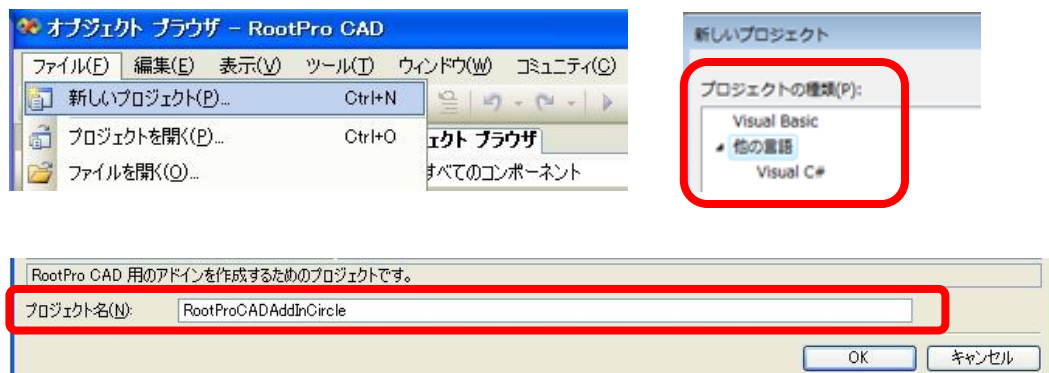 オブジェクト ブラウザ - RootPro CAD
ファイル(F) 編集(E) 表示(V) ツール(T) ウィンドウ(W) コミュニティ(C)
新しいプロジェクト(P)... Ctrl+N
プロジェクトを開く(P)... Ctrl+O
ェクト ブラウザ
ファイルを開く(O)...
すべてのコンポーネント
新しいプロジェクト
プロジェクトの種類(P):
Visual Basic
他の言語
Visual C#
RootPro CAD 用のアドインを作成するためのプロジェクトです。
プロジェクト名(N): RootProCADAddInCircle
OK キャンセル